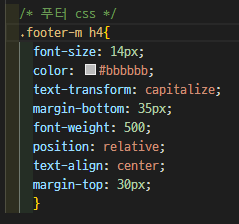 /* 푸터 css */
.footer-m h4{
font-size: 14px;
color: #bbbbbb;
text-transform: capitalize;
margin-bottom: 35px;
font-weight: 500;
position: relative;
text-align: center;
margin-top: 30px;
}